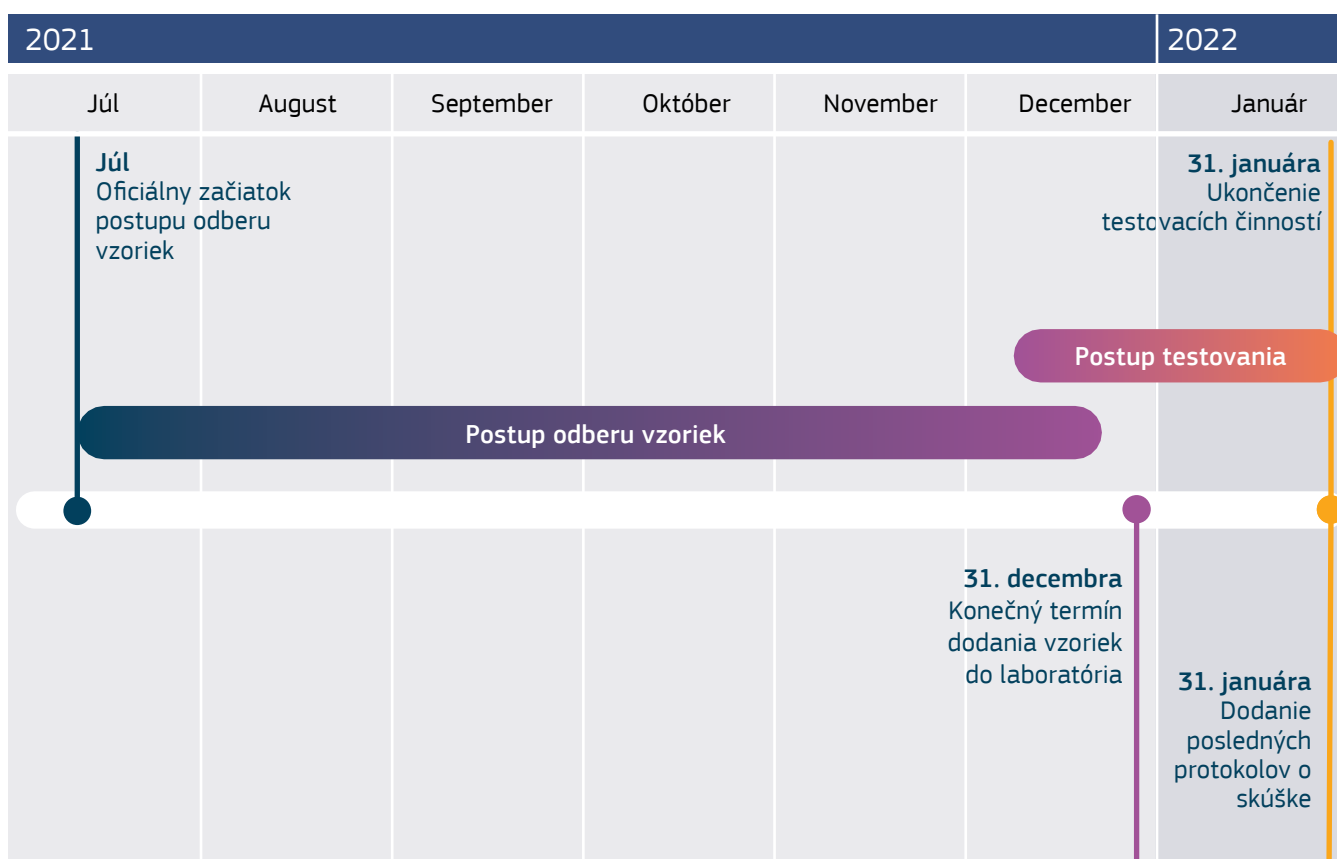 2021
2022
Júl
August
September
Október
November
December
Január
Júl
Oficiálny začiatok
postupu odberu
vzoriek
31. januára
Ukončenie
testovacích činností
Postup testovania
Postup odberu vzoriek
31. decembra
Konečný termín
dodania vzoriek
do laboratória
31. januára
Dodanie
posledných
protokolov o
skúške